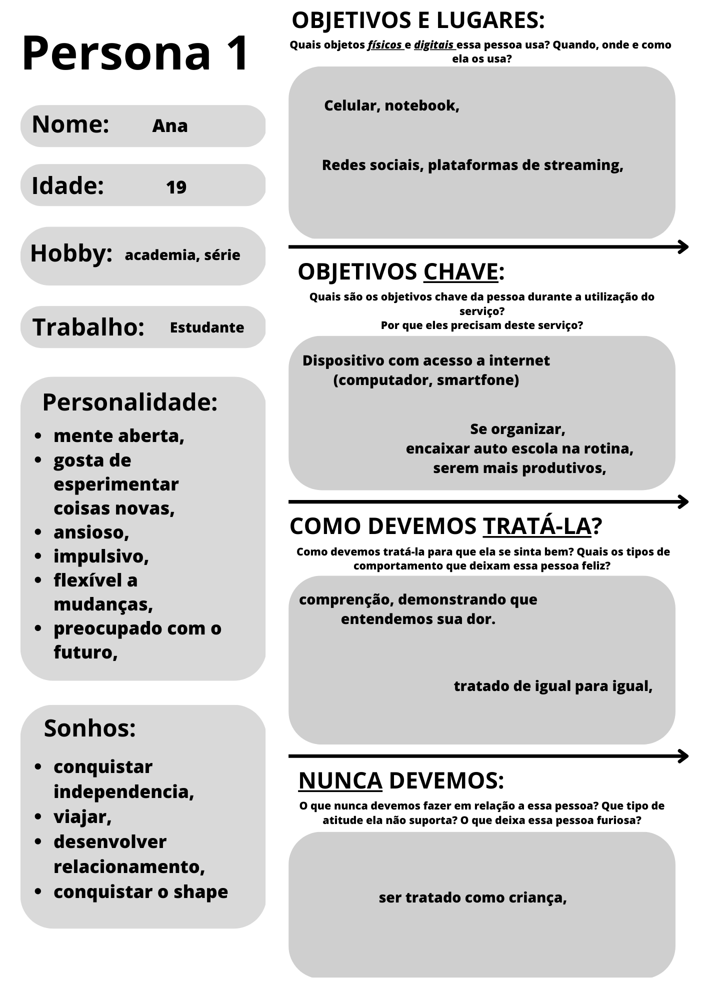 Persona 1
Nome: Ana
Idade: 19
Hobby: academia, série
Trabalho: Estudante
Personalidade:
• mente aberta,
• gosta de
esperimentar
coisas novas,
• ansioso,
• impulsivo,
• flexível a
mudanças,
• preocupado com o
futuro,
Sonhos:
• conquistar
independencia,
• viajar,
• desenvolver
relacionamento,
• conquistar o shape
OBJETIVOS E LUGARES:
Quais objetos físicos e digitais essa pessoa usa? Quando, onde e como
ela os usa?
Celular, notebook,
Redes sociais, plataformas de streaming,
OBJETIVOS CHAVE:
Quais são os objetivos chave da pessoa durante a utilização do
serviço?
Por que eles precisam deste serviço?
Dispositivo com acesso a internet
(computador, smartfone)
Se organizar,
encaixar auto escola na rotina,
serem mais produtivos,
COMO DEVEMOS TRATÁ-LA?
Como devemos tratá-la para que ela se sinta bem? Quais os tipos de
comportamento que deixam essa pessoa feliz?
comprenção, demonstrando que
entendemos sua dor.
tratado de igual para igual,
NUNCA DEVEMOS:
O que nunca devemos fazer em relação a essa pessoa? Que tipo de
atitude ela não suporta? O que deixa essa pessoa furiosa?
ser tratado como criança,